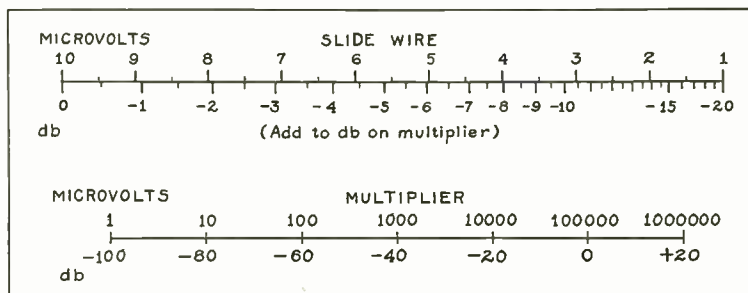 MICROVOLTS SLIDE WIRE
10 9 8 7 6 5 4 3 2 1
0 -1 -2 -3 -4 -5 -6 -7 -8 -9 -10 -15 -20
db (Add to db on multiplier)
MICROVOLTS MULTIPLIER
1 10 100 1000 10000 100000 1000000
-100 -80 -60 -40 -20 0 +20
db